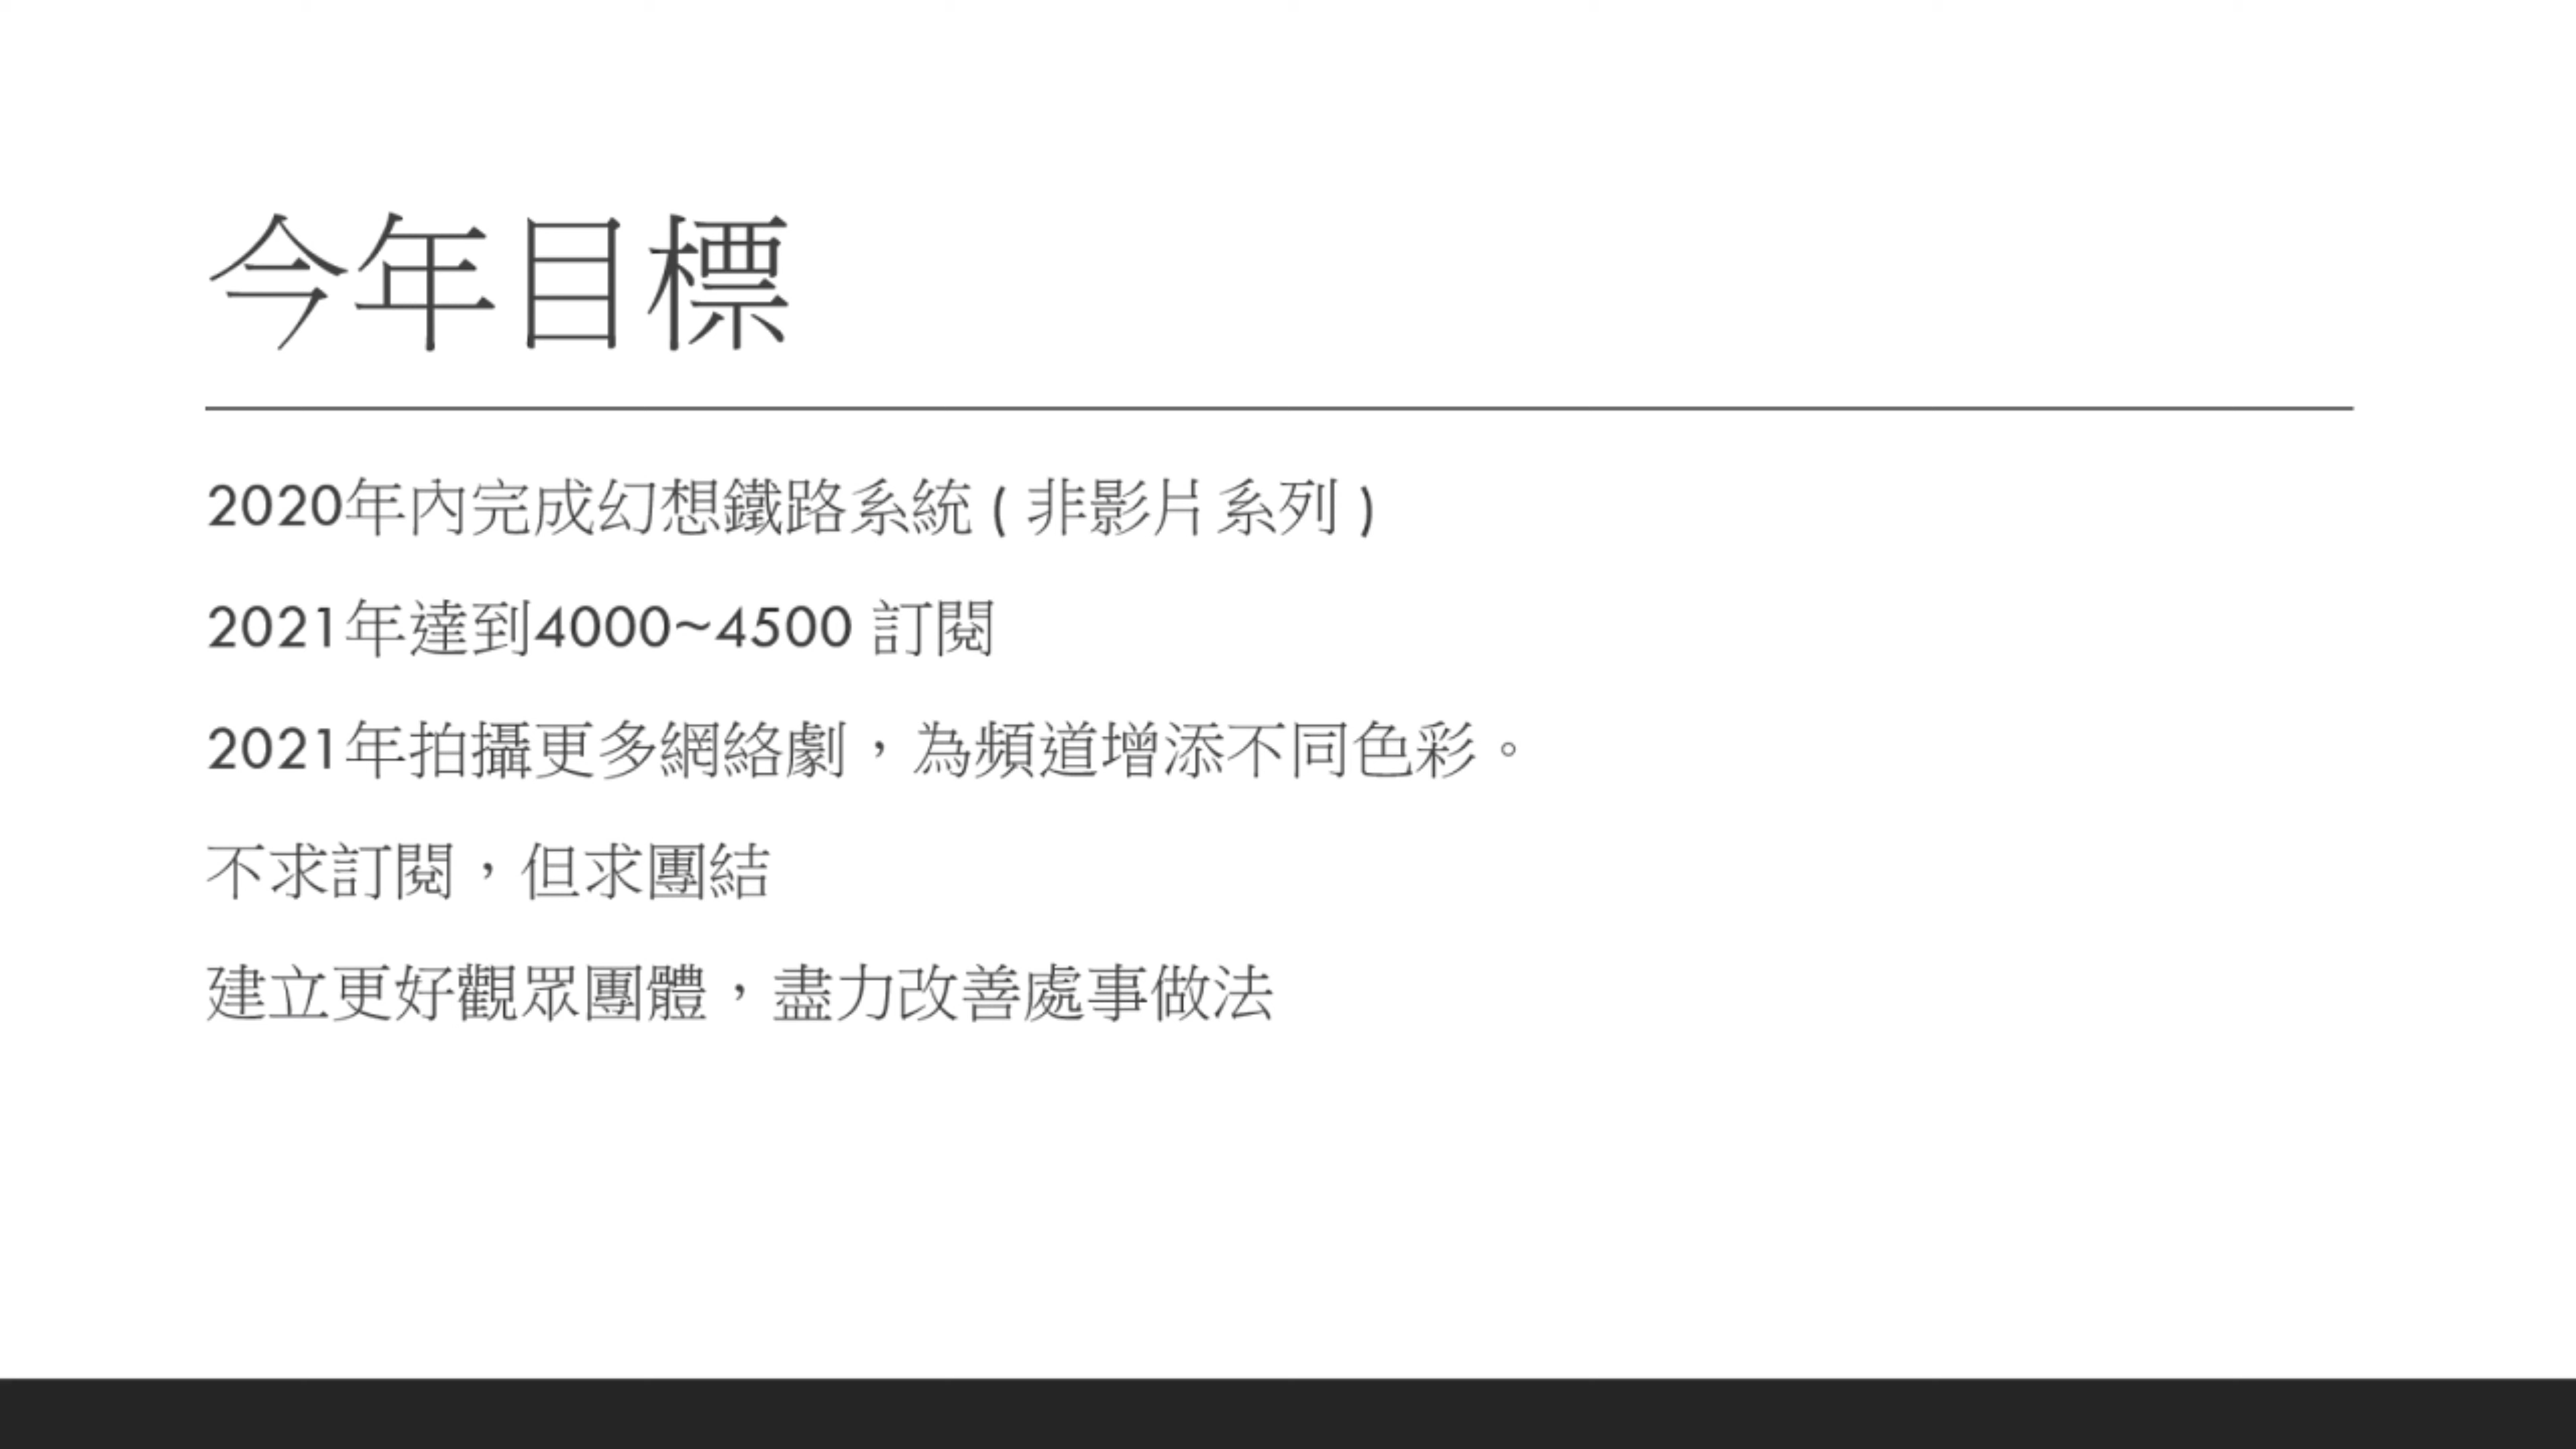 今年目標
2020年內完成幻想鐵路系統 ( 非影片系列 )
2021年達到4000~4500 訂閱
2021年拍攝更多網絡劇，為頻道增添不同色彩。
不求訂閱，但求團結
建立更好觀眾團體，盡力改善處事做法